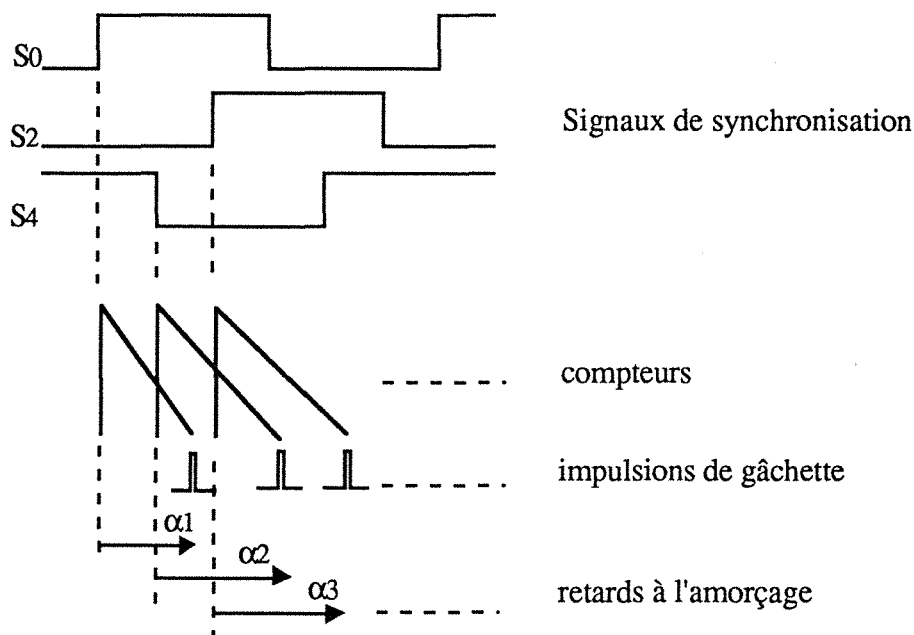 S0
S2
Signaux de synchronisation
S4
compteurs
impulsions de gâchette
α1
α2
α3
retards à l'amorçage